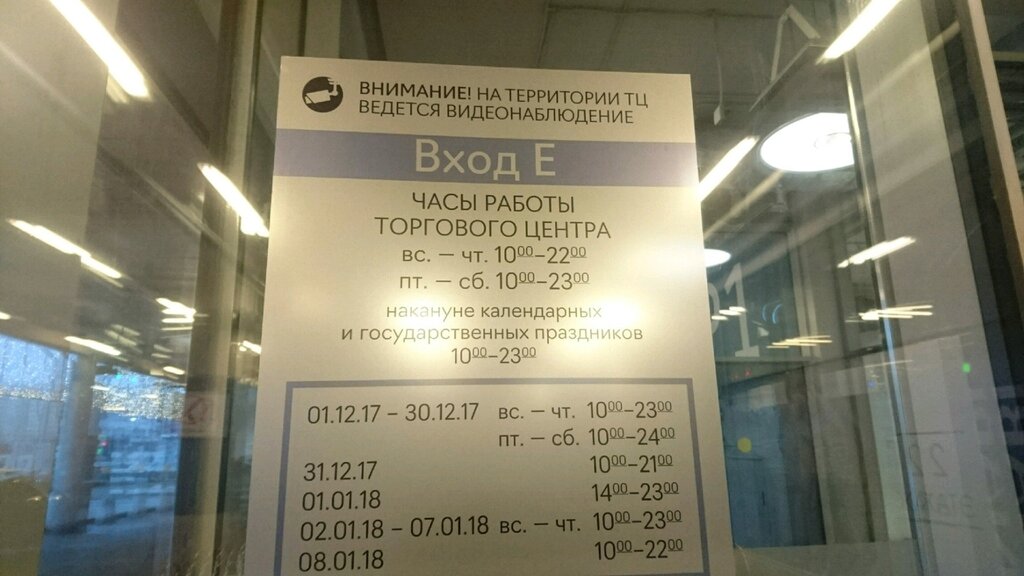 ВНИМАНИЕ! НА ТЕРРИТОРИИ ТЦ
ВЕДЕТСЯ ВИДЕОНАБЛЮДЕНИЕ
Вход Е
ЧАСЫ РАБОТЫ
ТОРГОВОГО ЦЕНТРА
вс. – чт. 10⁰⁰–22⁰⁰
пт. – сб. 10⁰⁰–23⁰⁰
накануне календарных
и государственных праздников
10⁰⁰–23⁰⁰
01.12.17 – 30.12.17 вс. – чт. 10⁰⁰–23⁰⁰
пт. – сб. 10⁰⁰–24⁰⁰
31.12.17 10⁰⁰–21⁰⁰
01.01.18 14⁰⁰–23⁰⁰
02.01.18 – 07.01.18 вс. – чт. 10⁰⁰–23⁰⁰
08.01.18 10⁰⁰–22⁰⁰